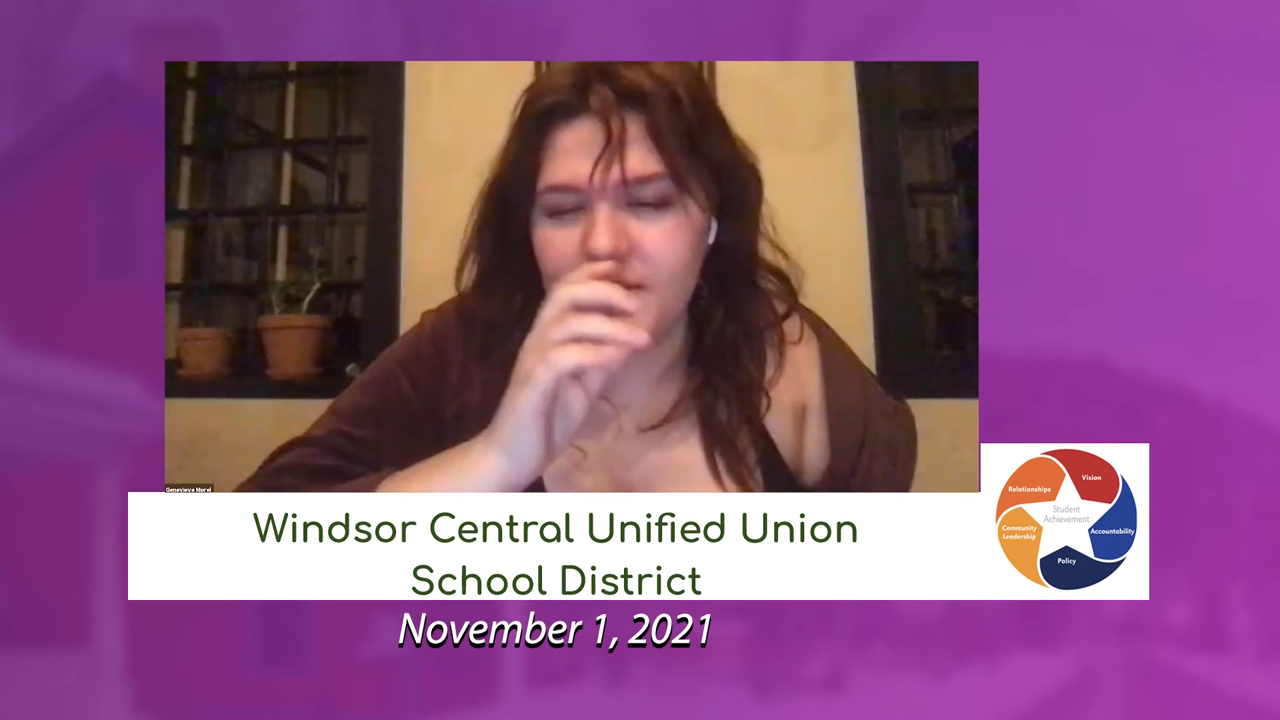 Genevieve Morel
Windsor Central Unified Union
School District
November 1, 2021
Relationships
Vision
Student
Achievement
Community
Leadership
Accountability
Policy